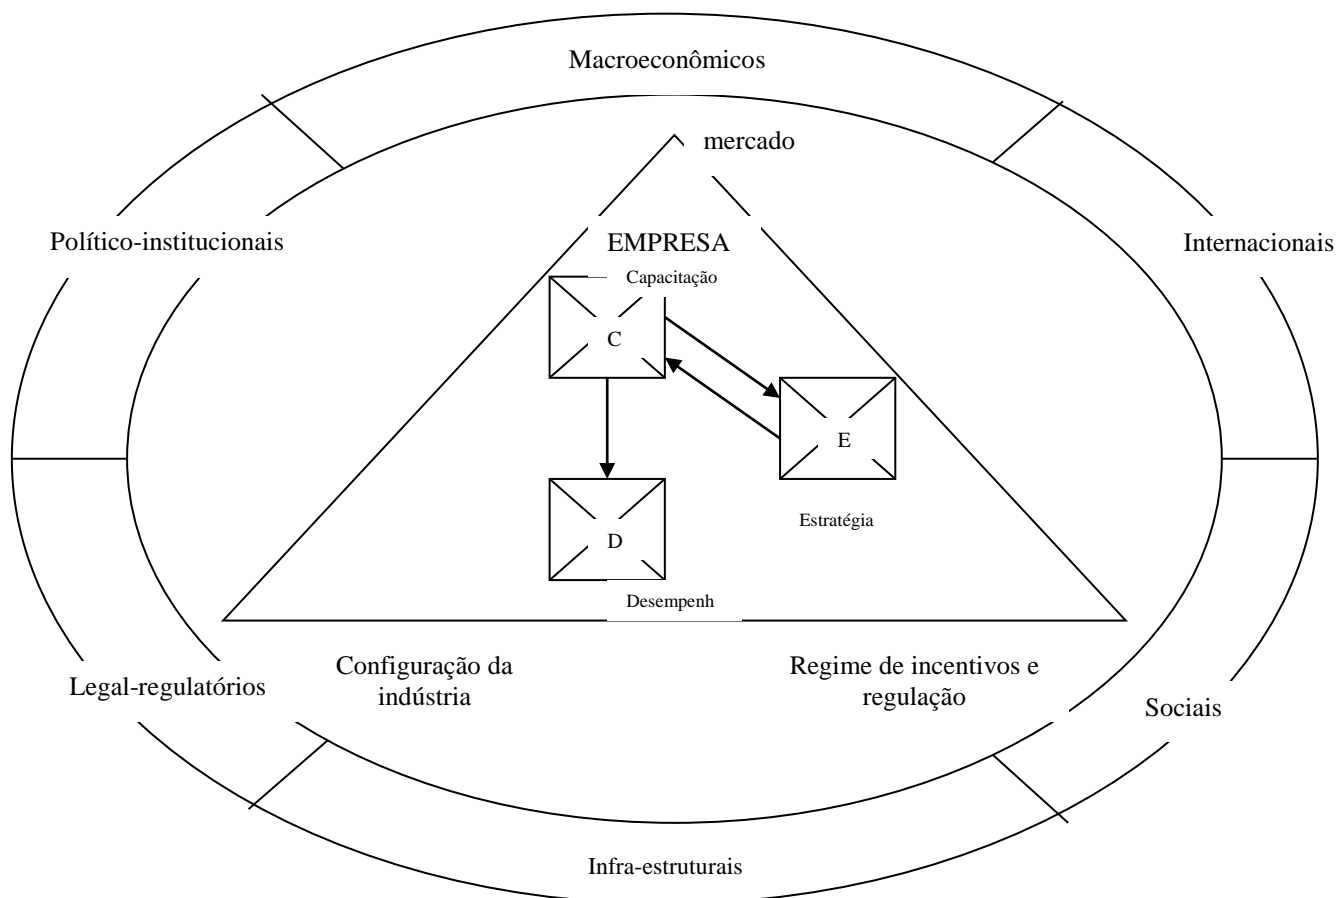 Macroeconômicos
mercado
Político-institucionais
EMPRESA
Internacionais
Capacitação
C
E
Estratégia
D
Desempenh
Configuração da
indústria
Regime de incentivos e
regulação
Legal-regulatórios
Sociais
Infra-estruturais